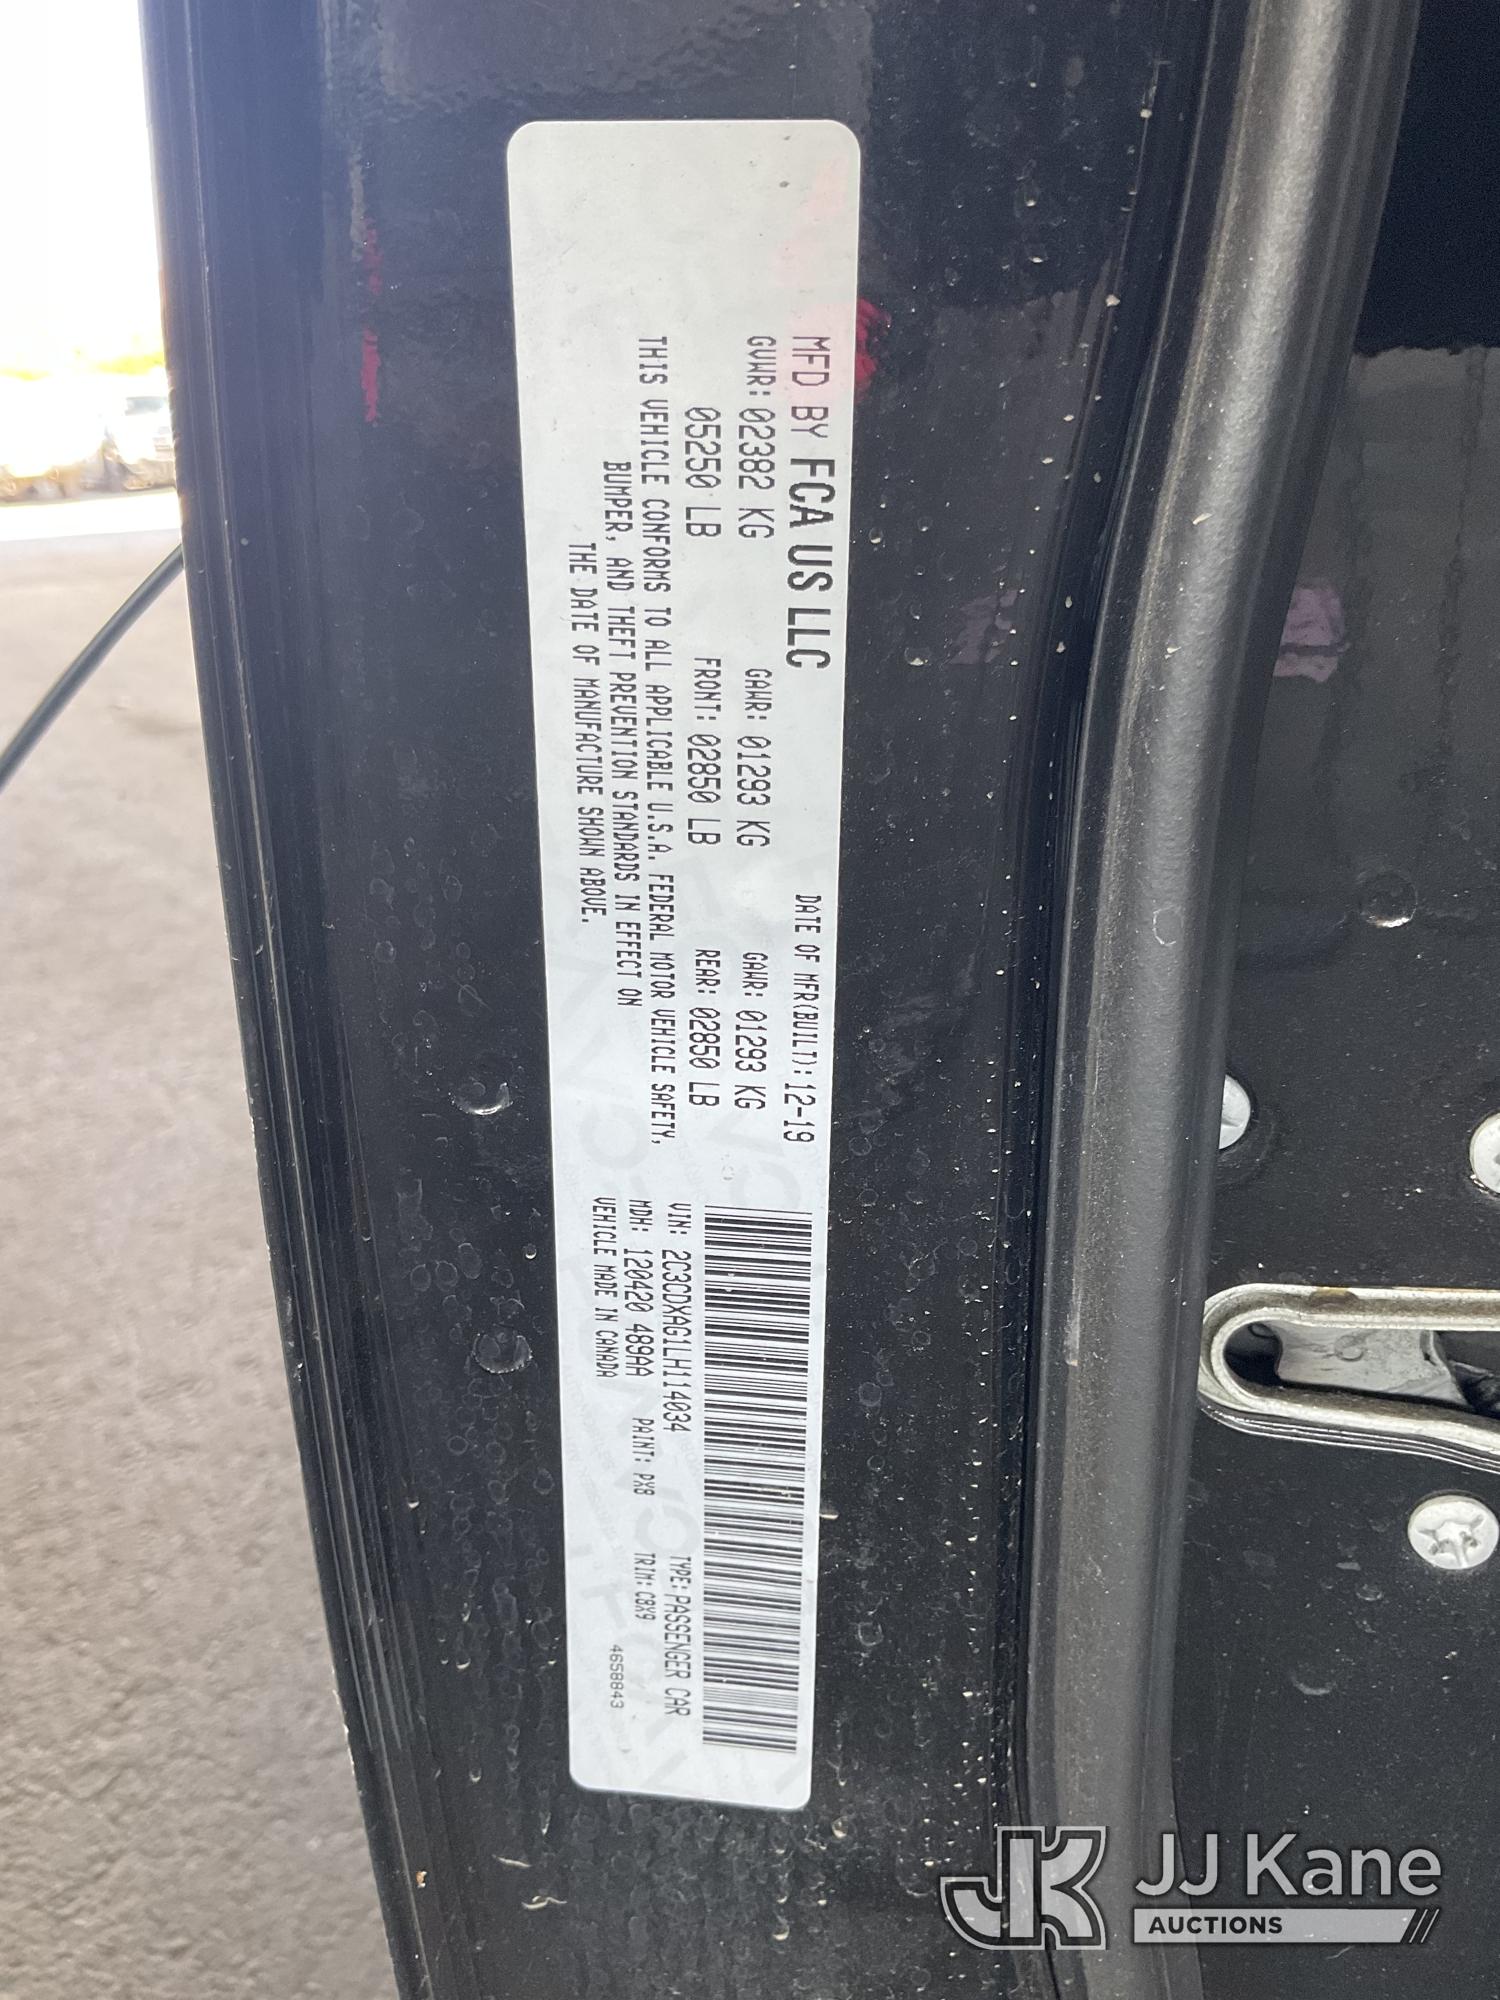 MFD BY FCA US LLC DATE OF MFR(BUILT): 12-19
GVWR: 02382 KG GAWR: 01293 KG GAWR: 01293 KG
05250 LB FRONT: 02850 LB REAR: 02850 LB
THIS VEHICLE CONFORMS TO ALL APPLICABLE U.S.A. FEDERAL MOTOR VEHICLE SAFETY,
BUMPER, AND THEFT PREVENTION STANDARDS IN EFFECT ON
THE DATE OF MANUFACTURE SHOWN ABOVE.
VIN: 2C3CDXAG1LH114034 TYPE: PASSENGER CAR
MDH: 120420 489AA PAINT: PX8 TRIM: C8X9
VEHICLE MADE IN CANADA 4658843
JK JJ Kane
AUCTIONS